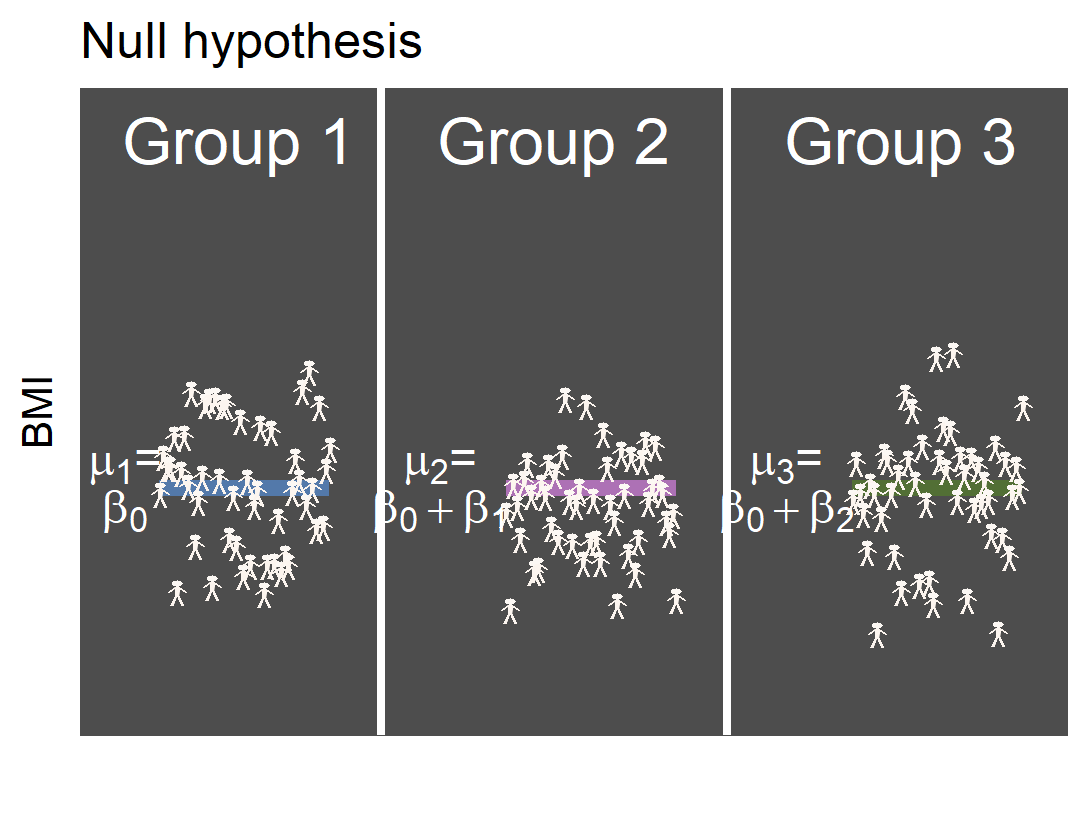 Null hypothesis
Group 1
Group 2
Group 3
BMI
μ₁=
β₀
μ₂=
β₀ + β₁
μ₃=
β₀ + β₂